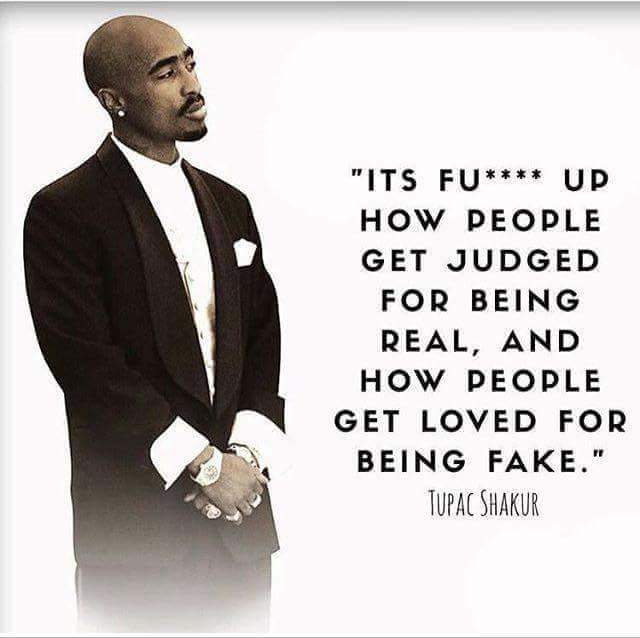 "ITS FU**** UP
HOW PEOPLE
GET JUDGED
FOR BEING
REAL, AND
HOW PEOPLE
GET LOVED FOR
BEING FAKE."
TUPAC SHAKUR